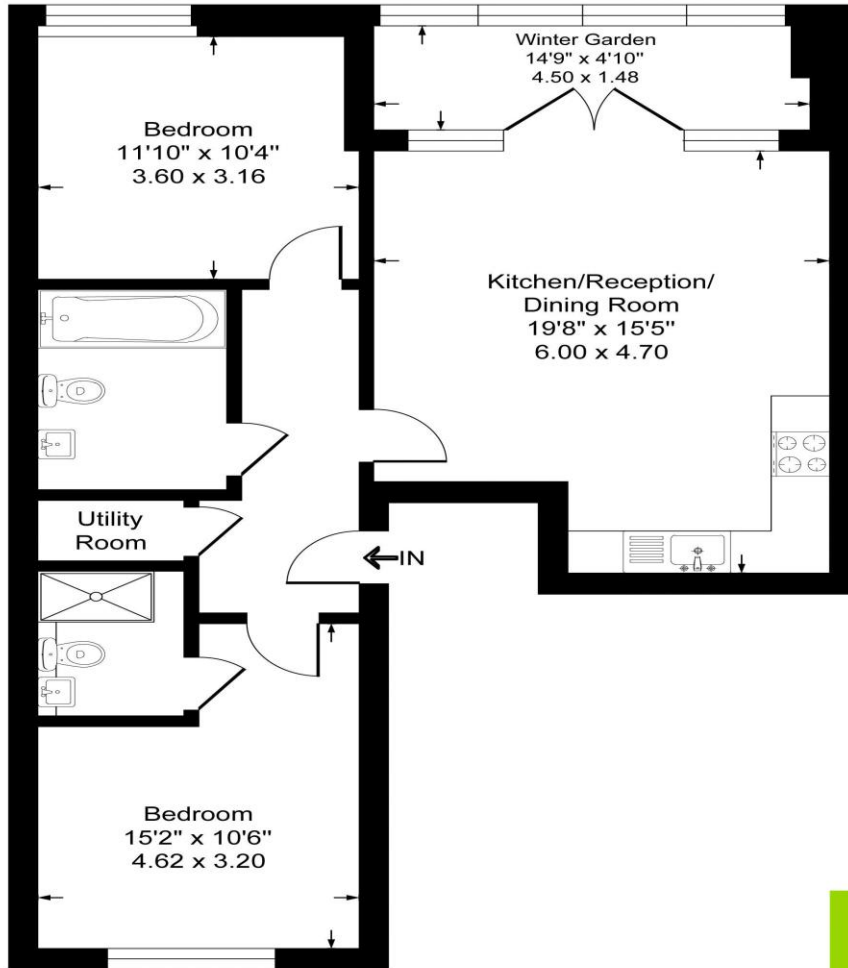 Winter Garden
14'9" x 4'10"
4.50 x 1.48
Bedroom
11'10" x 10'4"
3.60 x 3.16
Kitchen/Reception/
Dining Room
19'8" x 15'5"
6.00 x 4.70
Utility
Room
IN
Bedroom
15'2" x 10'6"
4.62 x 3.20